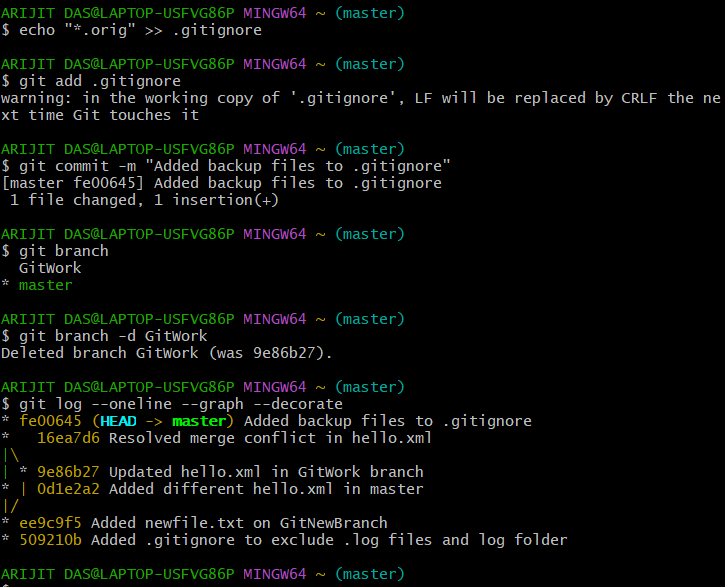 ARIJIT DAS@LAPTOP-USFVG86P MINGW64 ~ (master)
$ echo "*.orig" >> .gitignore
ARIJIT DAS@LAPTOP-USFVG86P MINGW64 ~ (master)
$ git add .gitignore
warning: in the working copy of '.gitignore', LF will be replaced by CRLF the ne
xt time Git touches it
ARIJIT DAS@LAPTOP-USFVG86P MINGW64 ~ (master)
$ git commit -m "Added backup files to .gitignore"
[master fe00645] Added backup files to .gitignore
 1 file changed, 1 insertion(+)
ARIJIT DAS@LAPTOP-USFVG86P MINGW64 ~ (master)
$ git branch
  GitWork
* master
ARIJIT DAS@LAPTOP-USFVG86P MINGW64 ~ (master)
$ git branch -d GitWork
Deleted branch GitWork (was 9e86b27).
ARIJIT DAS@LAPTOP-USFVG86P MINGW64 ~ (master)
$ git log --oneline --graph --decorate
* fe00645 (HEAD -> master) Added backup files to .gitignore
*   16ea7d6 Resolved merge conflict in hello.xml
|\
| * 9e86b27 Updated hello.xml in GitWork branch
* | 0d1e2a2 Added different hello.xml in master
|/
* ee9c9f5 Added newfile.txt on GitNewBranch
* 509210b Added .gitignore to exclude .log files and log folder
ARIJIT DAS@LAPTOP-USFVG86P MINGW64 ~ (master)